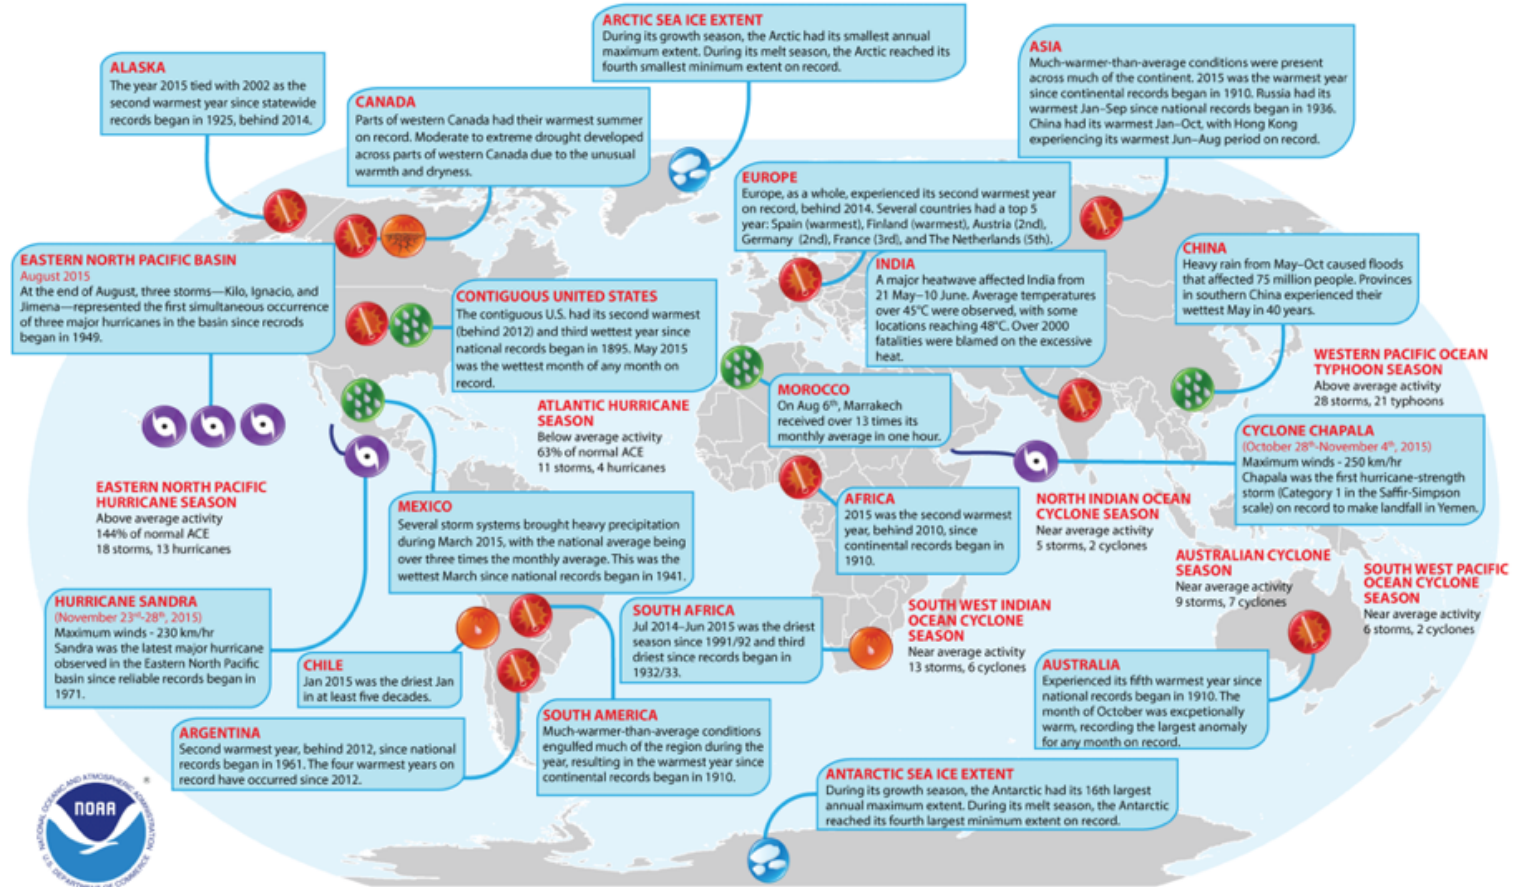 ARCTIC SEA ICE EXTENT
During its growth season, the Arctic had its smallest annual
maximum extent. During its melt season, the Arctic reached its
fourth smallest minimum extent on record.
ALASKA
The year 2015 tied with 2002 as the
second warmest year since statewide
records began in 1925, behind 2014.
CANADA
Parts of western Canada had their warmest summer
on record. Moderate to extreme drought developed
across parts of western Canada due to the unusual
warmth and dryness.
ASIA
Much-warmer-than-average conditions were present
across much of the continent. 2015 was the warmest year
since continental records began in 1910. Russia had its
warmest Jan–Sep since national records began in 1936.
China had its warmest Jan–Oct, with Hong Kong
experiencing its warmest Jun–Aug period on record.
EUROPE
Europe, as a whole, experienced its second warmest year
on record, behind 2014. Several countries had a top 5
year: Spain (warmest), Finland (warmest), Austria (2nd),
Germany (2nd), France (3rd), and The Netherlands (5th).
EASTERN NORTH PACIFIC BASIN
August 2015
At the end of August, three storms—Kilo, Ignacio, and
Jimena—represented the first simultaneous occurrence
of three major hurricanes in the basin since recrods
began in 1949.
CONTIGUOUS UNITED STATES
The contiguous U.S. had its second warmest
(behind 2012) and third wettest year since
national records began in 1895. May 2015
was the wettest month of any month on
record.
INDIA
A major heatwave affected India from
21 May–10 June. Average temperatures
over 45°C were observed, with some
locations reaching 48°C. Over 2000
fatalities were blamed on the excessive
heat.
CHINA
Heavy rain from May–Oct caused floods
that affected 75 million people. Provinces
in southern China experienced their
wettest May in 40 years.
WESTERN PACIFIC OCEAN
TYPHOON SEASON
Above average activity
28 storms, 21 typhoons
MOROCCO
On Aug 6th, Marrakech
received over 13 times its
monthly average in one hour.
ATLANTIC HURRICANE
SEASON
Below average activity
63% of normal ACE
11 storms, 4 hurricanes
CYCLONE CHAPALA
(October 28th-November 4th, 2015)
Maximum winds - 250 km/hr
Chapala was the first hurricane-strength
storm (Category 1 in the Saffir-Simpson
scale) on record to make landfall in Yemen.
EASTERN NORTH PACIFIC
HURRICANE SEASON
Above average activity
144% of normal ACE
18 storms, 13 hurricanes
MEXICO
Several storm systems brought heavy precipitation
during March 2015, with the national average being
over three times the monthly average. This was the
wettest March since national records began in 1941.
AFRICA
2015 was the second warmest
year, behind 2010, since
continental records began in
1910.
NORTH INDIAN OCEAN
CYCLONE SEASON
Near average activity
5 storms, 2 cyclones
AUSTRALIAN CYCLONE
SEASON
Near average activity
9 storms, 7 cyclones
SOUTH WEST PACIFIC
OCEAN CYCLONE
SEASON
Near average activity
6 storms, 2 cyclones
HURRICANE SANDRA
(November 23rd-28th, 2015)
Maximum winds - 230 km/hr
Sandra was the latest major hurricane
observed in the Eastern North Pacific
basin since reliable records began in
1971.
SOUTH AFRICA
Jul 2014–Jun 2015 was the driest
season since 1991/92 and third
driest since records began in
1932/33.
SOUTH WEST INDIAN
OCEAN CYCLONE
SEASON
Near average activity
13 storms, 6 cyclones
CHILE
Jan 2015 was the driest Jan
in at least five decades.
AUSTRALIA
Experienced its fifth warmest year since
national records began in 1910. The
month of October was excpetionally
warm, recording the largest anomaly
for any month on record.
ARGENTINA
Second warmest year, behind 2012, since national
records began in 1961. The four warmest years on
record have occurred since 2012.
SOUTH AMERICA
Much-warmer-than-average conditions
engulfed much of the region during the
year, resulting in the warmest year since
continental records began in 1910.
ANTARCTIC SEA ICE EXTENT
During its growth season, the Antarctic had its 16th largest
annual maximum extent. During its melt season, the Antarctic
reached its fourth largest minimum extent on record.
NATIONAL OCEANIC AND ATMOSPHERIC ADMINISTRATION
NOAA
U.S. DEPARTMENT OF COMMERCE